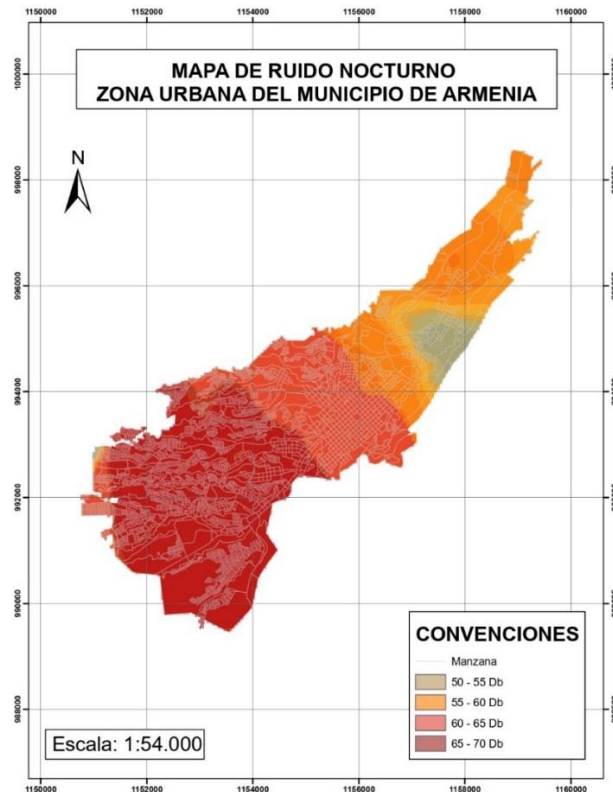 1150000 1152000 1154000 1156000 1158000 1160000
MAPA DE RUIDO NOCTURNO
ZONA URBANA DEL MUNICIPIO DE ARMENIA
N
1000000
998000
996000
994000
992000
990000
988000
CONVENCIONES
Manzana
50 - 55 Db
55 - 60 Db
60 - 65 Db
65 - 70 Db
Escala: 1:54.000
1150000 1152000 1154000 1156000 1158000 1160000